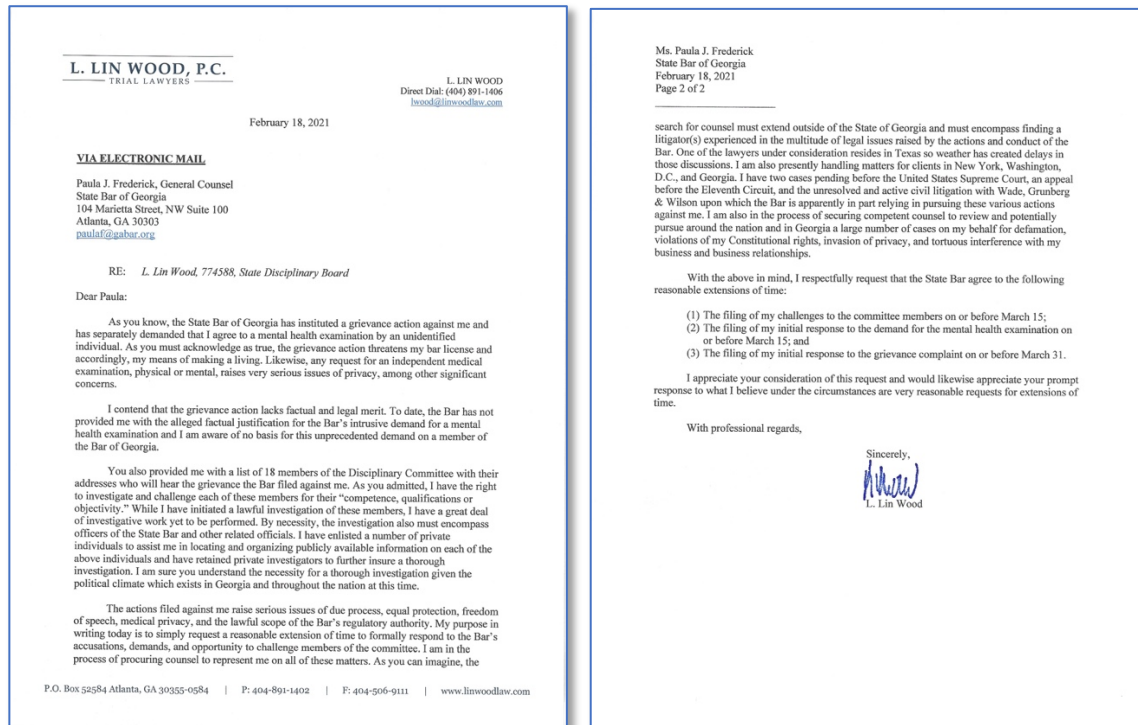 L. LIN WOOD, P.C.
TRIAL LAWYERS
L. LIN WOOD
Direct Dial: (404) 891-1406
lwood@linwoodlaw.com
February 18, 2021
VIA ELECTRONIC MAIL
Paula J. Frederick, General Counsel
State Bar of Georgia
104 Marietta Street, NW Suite 100
Atlanta, GA 30303
paulaf@gabar.org
RE: L. Lin Wood, 774588, State Disciplinary Board
Dear Paula:
As you know, the State Bar of Georgia has instituted a grievance action against me and
has separately demanded that I agree to a mental health examination by an unidentified
individual. As you must acknowledge as true, the grievance action threatens my bar license and
accordingly, my means of making a living. Likewise, any request for an independent medical
examination, physical or mental, raises very serious issues of privacy, among other significant
concerns.
I contend that the grievance action lacks factual and legal merit. To date, the Bar has not
provided me with the alleged factual justification for the Bar's intrusive demand for a mental
health examination and I am aware of no basis for this unprecedented demand on a member of
the Bar of Georgia.
You also provided me with a list of 18 members of the Disciplinary Committee with their
addresses who will hear the grievance the Bar filed against me. As you admitted, I have the right
to investigate and challenge each of these members for their "competence, qualifications or
objectivity." While I have initiated a lawful investigation of these members, I have a great deal
of investigative work yet to be performed. By necessity, the investigation also must encompass
officers of the State Bar and other related officials. I have enlisted a number of private
individuals to assist me in locating and organizing publicly available information on each of the
above individuals and have retained private investigators to further insure a thorough
investigation. I am sure you understand the necessity for a thorough investigation given the
political climate which exists in Georgia and throughout the nation at this time.
The actions filed against me raise serious issues of due process, equal protection, freedom
of speech, medical privacy, and the lawful scope of the Bar's regulatory authority. My purpose in
writing today is to simply request a reasonable extension of time to formally respond to the Bar's
accusations, demands, and opportunity to challenge members of the committee. I am in the
process of procuring counsel to represent me on all of these matters. As you can imagine, the
P.O. Box 52584 Atlanta, GA 30355-0584 | P: 404-891-1402 | F: 404-506-9111 | www.linwoodlaw.com
Ms. Paula J. Frederick
State Bar of Georgia
February 18, 2021
Page 2 of 2
search for counsel must extend outside of the State of Georgia and must encompass finding a
litigator(s) experienced in the multitude of legal issues raised by the actions and conduct of the
Bar. One of the lawyers under consideration resides in Texas so weather has created delays in
those discussions. I am also presently handling matters for clients in New York, Washington,
D.C., and Georgia. I have two cases pending before the United States Supreme Court, an appeal
before the Eleventh Circuit, and the unresolved and active civil litigation with Wade, Grunberg
& Wilson upon which the Bar is apparently in part relying in pursuing these various actions
against me. I am also in the process of securing competent counsel to review and potentially
pursue around the nation and in Georgia a large number of cases on my behalf for defamation,
violations of my Constitutional rights, invasion of privacy, and tortuous interference with my
business and business relationships.
With the above in mind, I respectfully request that the State Bar agree to the following
reasonable extensions of time:
(1) The filing of my challenges to the committee members on or before March 15;
(2) The filing of my initial response to the demand for the mental health examination on
or before March 15; and
(3) The filing of my initial response to the grievance complaint on or before March 31.
I appreciate your consideration of this request and would likewise appreciate your prompt
response to what I believe under the circumstances are very reasonable requests for extensions of
time.
With professional regards,
Sincerely,
L. Lin Wood